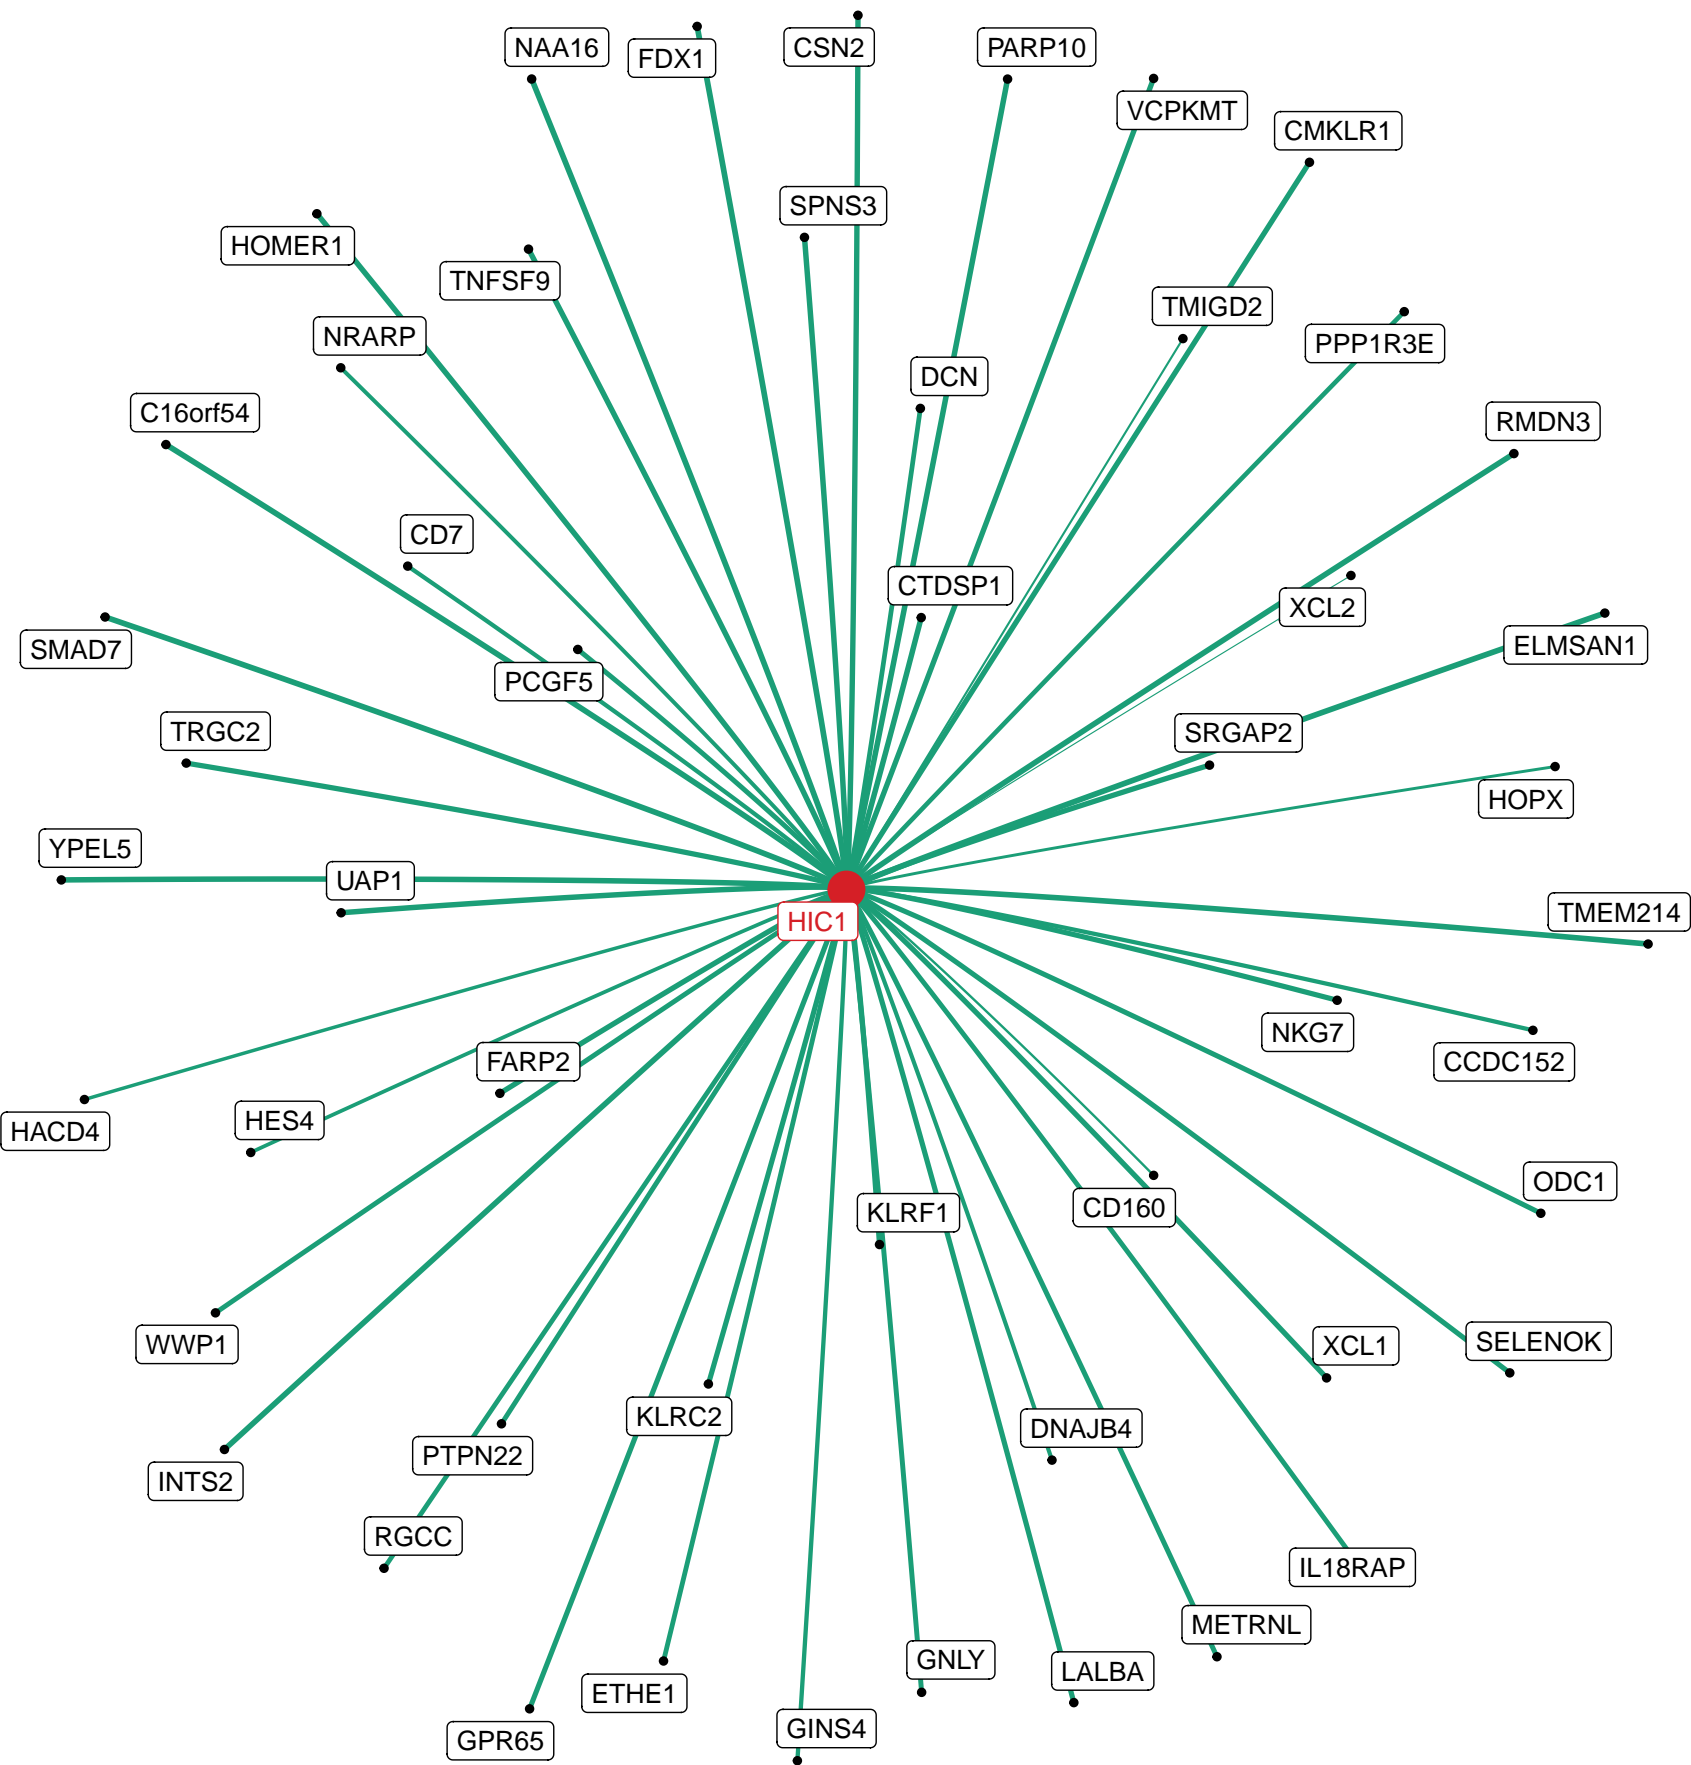 NAA16
FDX1
CSN2
PARP10
VCPKMT
CMKLR1
SPNS3
HOMER1
TNFSF9
TMIGD2
NRARP
PPP1R3E
DCN
C16orf54
RMDN3
CD7
CTDSP1
XCL2
SMAD7
ELMSAN1
PCGF5
TRGC2
SRGAP2
HOPX
YPEL5
UAP1
TMEM214
HIC1
NKG7
FARP2
CCDC152
HES4
HACD4
ODC1
CD160
KLRF1
WWP1
XCL1
SELENOK
KLRC2
DNAJB4
PTPN22
INTS2
RGCC
IL18RAP
METRNL
GNLY
LALBA
ETHE1
GINS4
GPR65